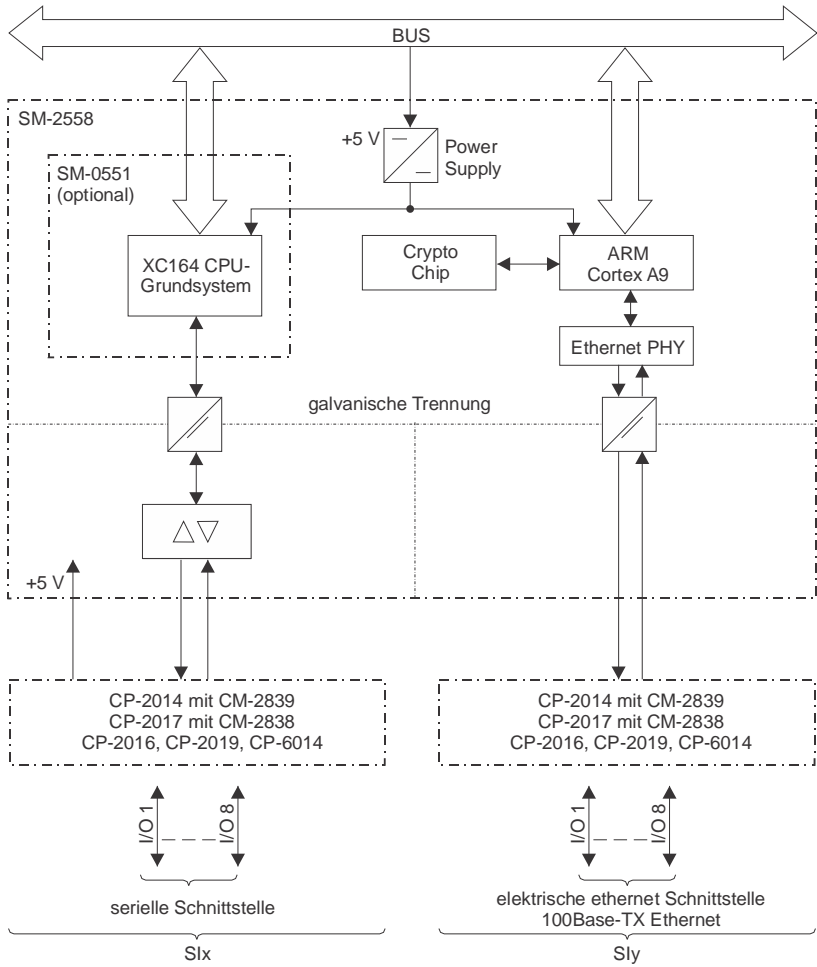 BUS
SM-2558
+5 V
Power
Supply
SM-0551
(optional)
XC164 CPU-
Grundsystem
Crypto
Chip
ARM
Cortex A9
Ethernet PHY
galvanische Trennung
+5 V
CP-2014 mit CM-2839
CP-2017 mit CM-2838
CP-2016, CP-2019, CP-6014
CP-2014 mit CM-2839
CP-2017 mit CM-2838
CP-2016, CP-2019, CP-6014
I/O 1
I/O 8
I/O 1
I/O 8
serielle Schnittstelle
elektrische ethernet Schnittstelle
100Base-TX Ethernet
SIx
SIy